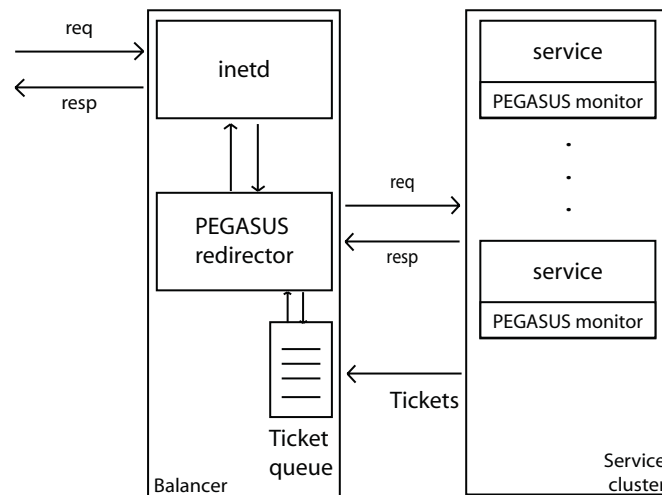 req
resp
inetd
PEGASUS
redirector
Ticket
queue
Balancer
req
resp
Tickets
service
PEGASUS monitor
service
PEGASUS monitor
Service
cluster